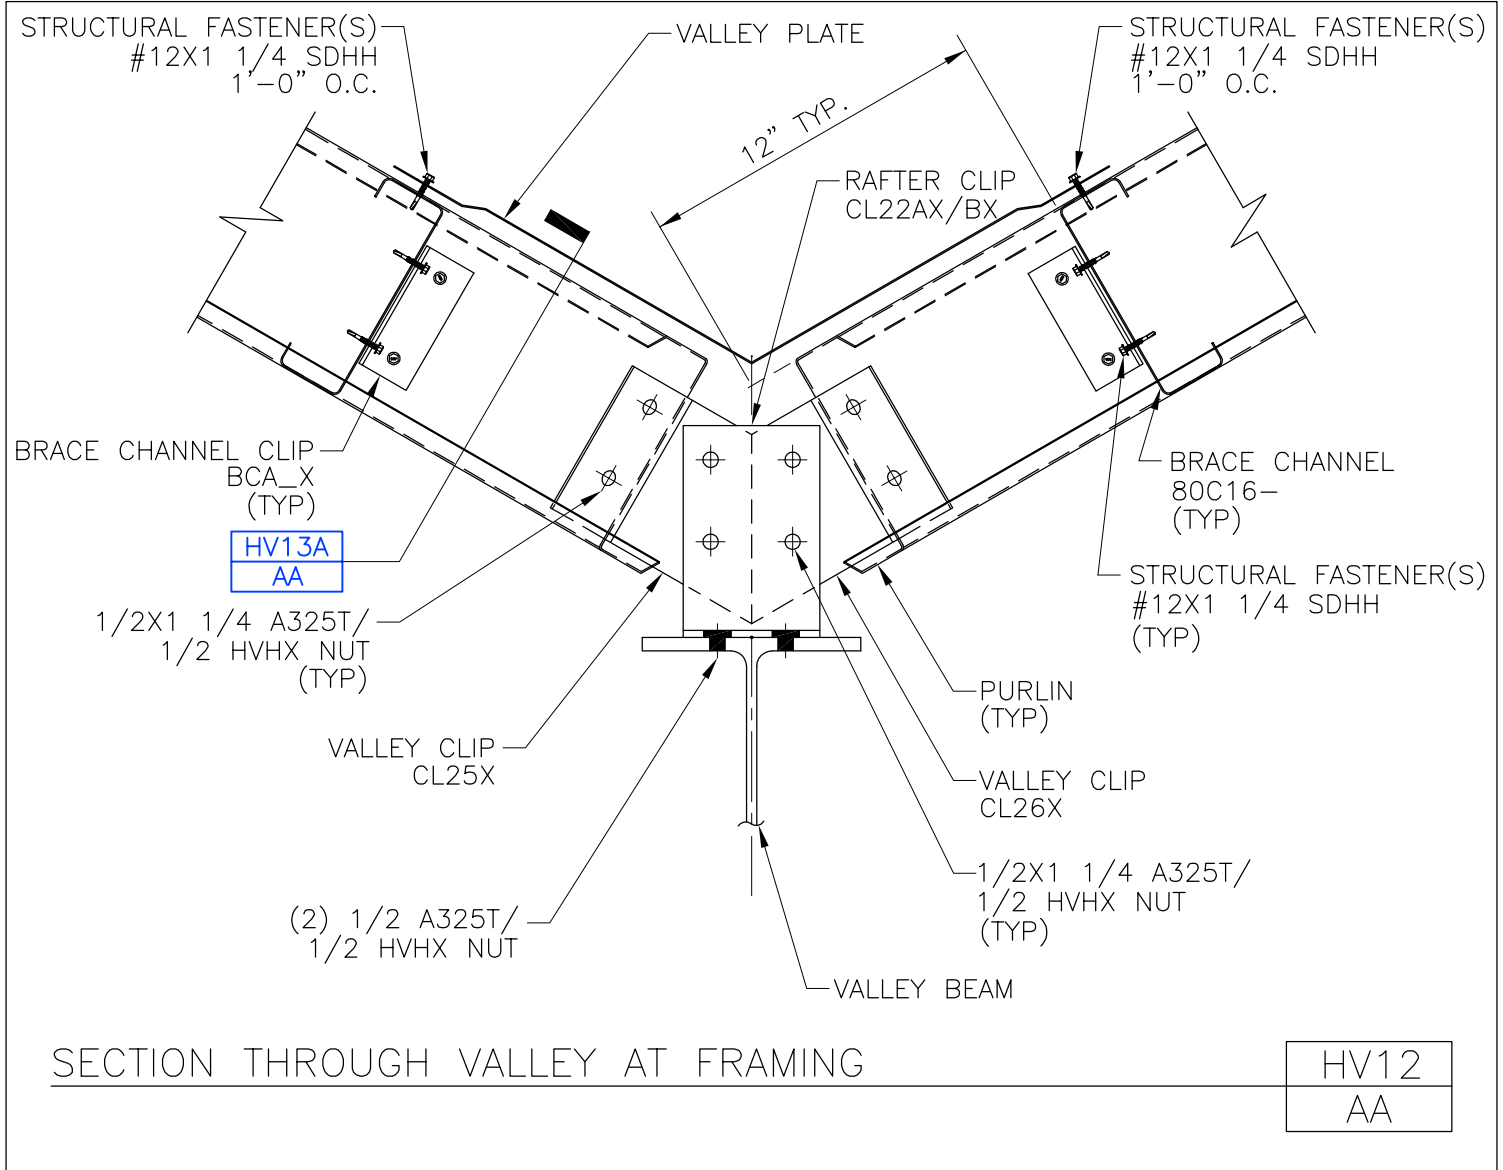 STRUCTURAL FASTENER(S)
#12X1 1/4 SDHH
1'-0" O.C.
VALLEY PLATE
STRUCTURAL FASTENER(S)
#12X1 1/4 SDHH
1'-0" O.C.
12" TYP.
RAFTER CLIP
CL22AX/BX
BRACE CHANNEL CLIP
BCA_X
(TYP)
HV13A
AA
1/2X1 1/4 A325T/
1/2 HVHX NUT
(TYP)
BRACE CHANNEL
80C16-
(TYP)
STRUCTURAL FASTENER(S)
#12X1 1/4 SDHH
(TYP)
PURLIN
(TYP)
VALLEY CLIP
CL25X
VALLEY CLIP
CL26X
1/2X1 1/4 A325T/
1/2 HVHX NUT
(TYP)
(2) 1/2 A325T/
1/2 HVHX NUT
VALLEY BEAM
SECTION THROUGH VALLEY AT FRAMING
HV12
AA